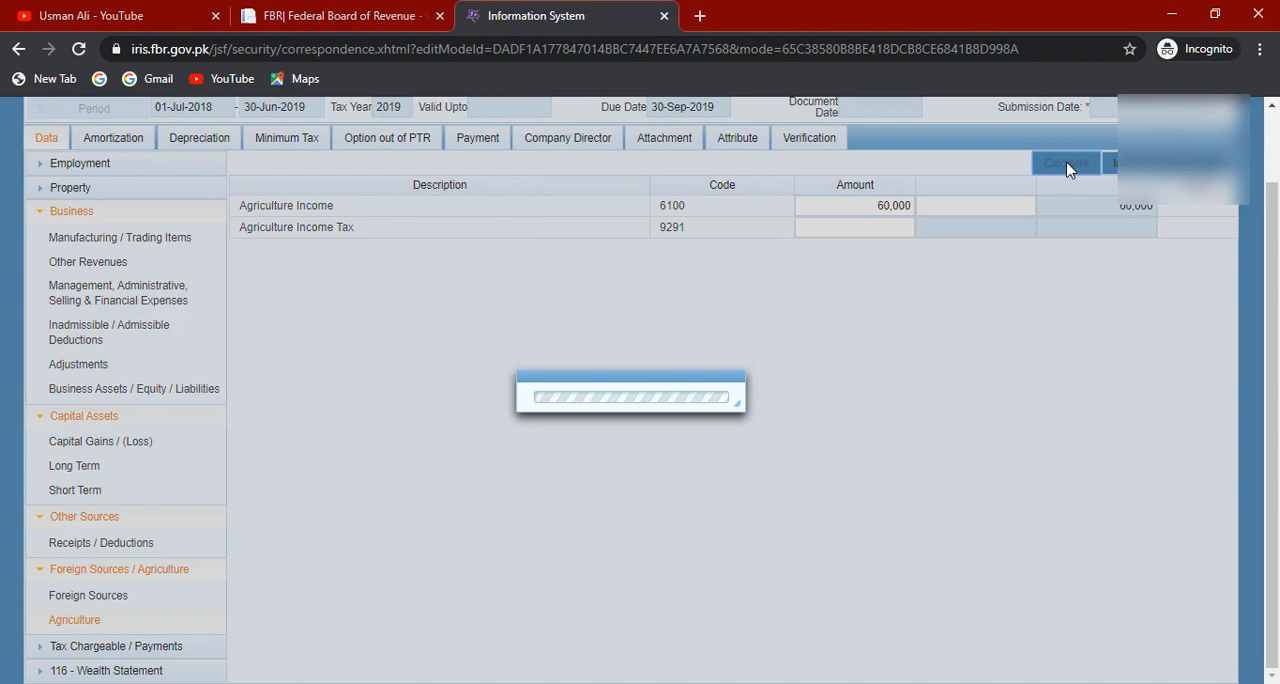 Usman Ali - YouTube
FBR| Federal Board of Revenue -
Information System
iris.fbr.gov.pk/jsf/security/correspondence.xhtml?editModeId=DADF1A177847014BBC7447EE6A7A7568&mode=65C38580B8BE418DCB8CE6841B8D998A
Incognito
New Tab
Gmail
YouTube
Maps
Period 01-Jul-2018 - 30-Jun-2019 Tax Year 2019 Valid Upto Due Date 30-Sep-2019 Document Date Submission Date: *
Data Amortization Depreciation Minimum Tax Option out of PTR Payment Company Director Attachment Attribute Verification
Employment
Calculate
Property
Description Code Amount
Business
Agriculture Income 6100 60,000 60,000
Agriculture Income Tax 9291
Manufacturing / Trading Items
Other Revenues
Management, Administrative,
Selling & Financial Expenses
Inadmissible / Admissible
Deductions
Adjustments
Business Assets / Equity / Liabilities
Capital Assets
Capital Gains / (Loss)
Long Term
Short Term
Other Sources
Receipts / Deductions
Foreign Sources / Agriculture
Foreign Sources
Agriculture
Tax Chargeable / Payments
116 - Wealth Statement